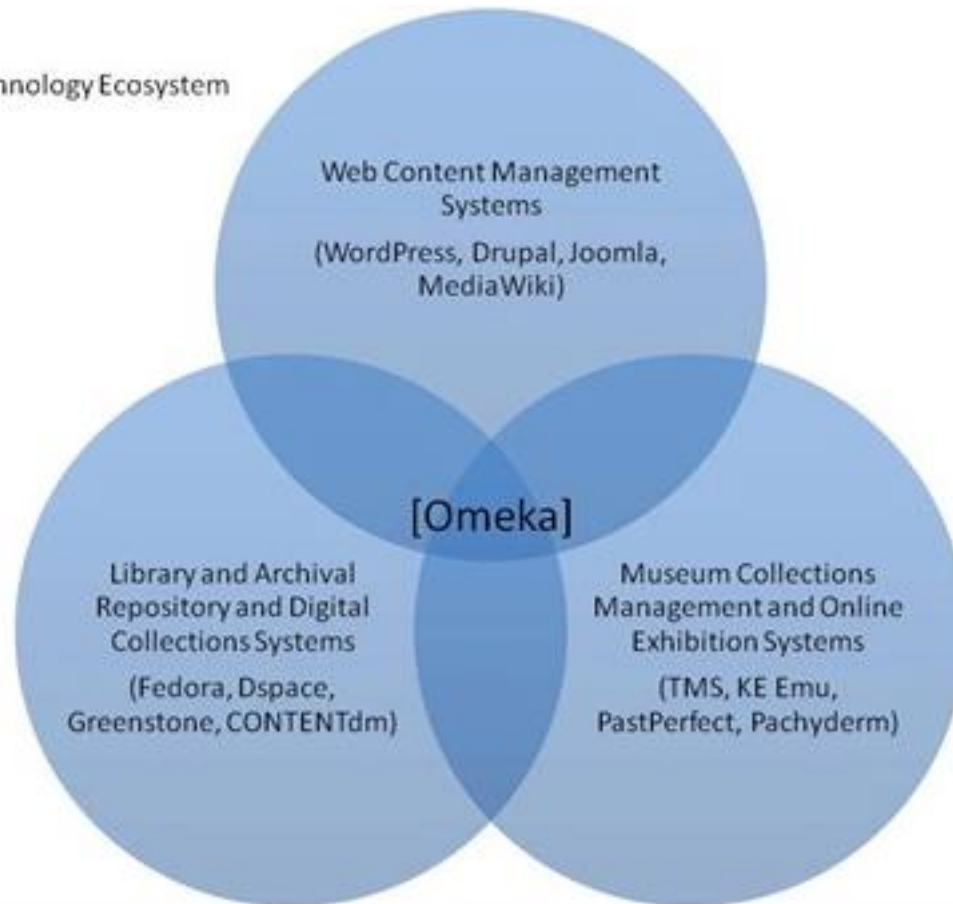 Ecosystem
Web Content Management
Systems
(WordPress, Drupal, Joomla,
MediaWiki)
[Omeka]
Library and Archival
Repository and Digital
Collections Systems
(Fedora, Dspace,
Greenstone, CONTENTdm)
Museum Collections
Management and Online
Exhibition Systems
(TMS, KE Emu,
PastPerfect, Pachyderm)